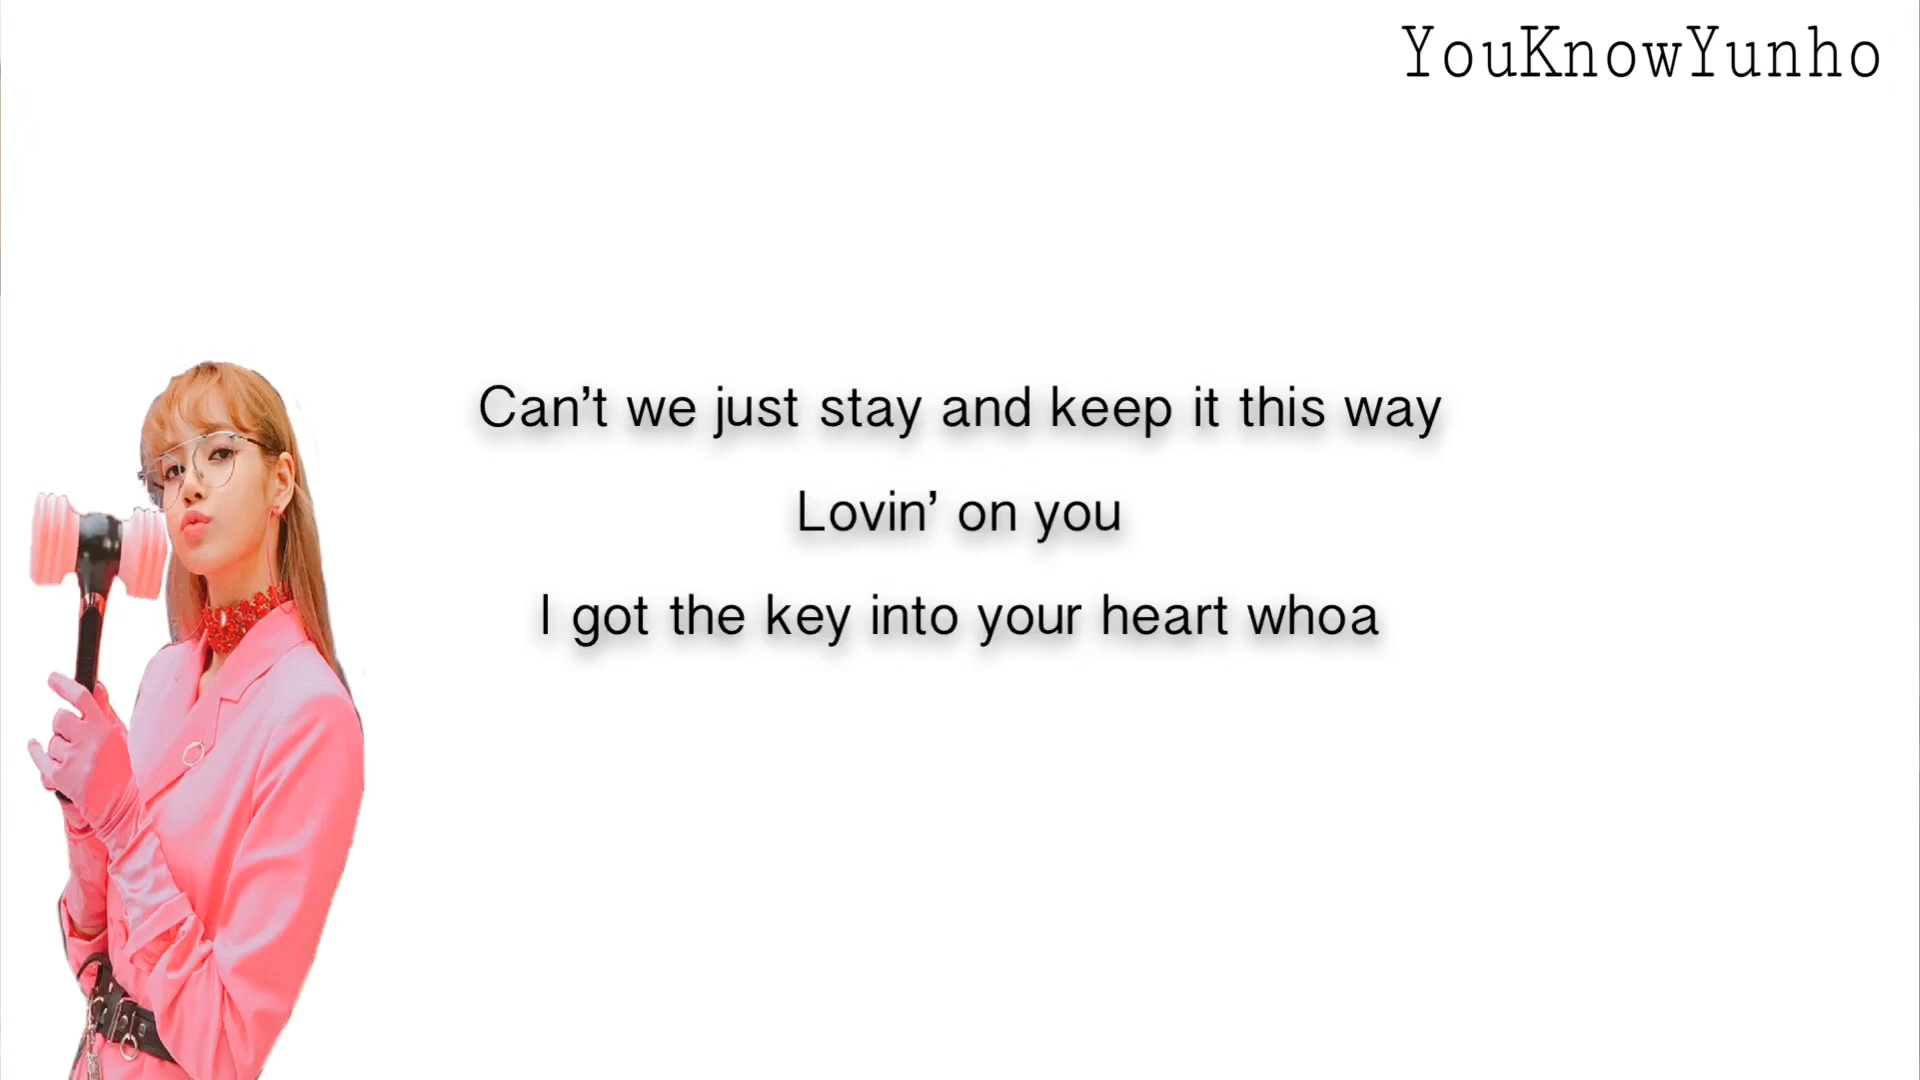 YouKnowYunho
Can’t we just stay and keep it this way
Lovin’ on you
I got the key into your heart whoa